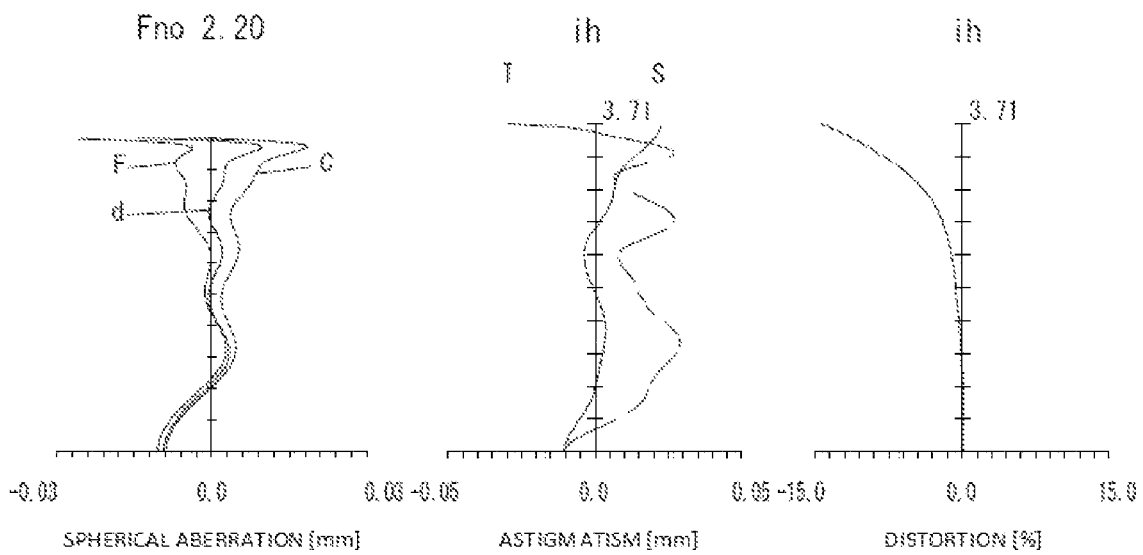 Fno 2.20
ih
ih
T
S
3.71
3.71
F
C
d
-0.03
0.0
0.03
-0.05
0.0
0.05
-15.0
0.0
15.0
SPHERICAL ABERRATION [mm]
ASTIGMATISM [mm]
DISTORTION [%]